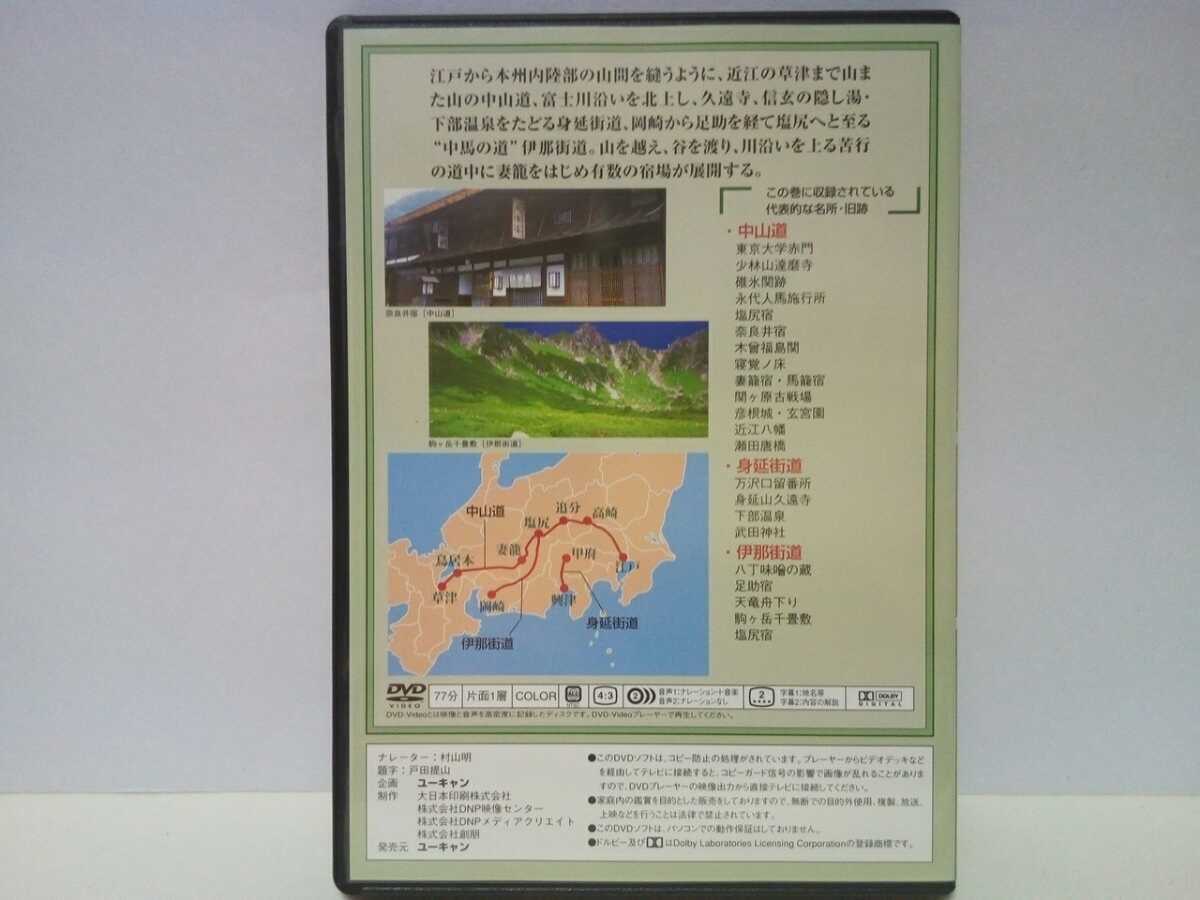 江戸から本州内陸部の山間を縫うように、近江の草津まで山ま
た山の中山道、富士川沿いを北上し、久遠寺、信玄の隠し湯・
下部温泉をたどる身延街道、岡崎から足助を経て塩尻へと至る
“中馬の道”伊那街道。山を越え、谷を渡り、川沿いを上る苦行
の道中に妻籠をはじめ有数の宿場が展開する。
奈良井宿［中山道］
駒ヶ岳千畳敷［伊那街道］
この巻に収録されている
代表的な名所・旧跡
・中山道
東京大学赤門
少林山達磨寺
碓氷関跡
永代人馬施行所
塩尻宿
奈良井宿
木曾福島関
寝覚ノ床
妻籠宿・馬籠宿
関ヶ原古戦場
彦根城・玄宮園
近江八幡
瀬田唐橋
・身延街道
万沢口留番所
身延山久遠寺
下部温泉
武田神社
・伊那街道
八丁味噌の蔵
足助宿
天竜舟下り
駒ヶ岳千畳敷
塩尻宿
中山道
塩尻
追分
高崎
妻籠
甲府
江戸
鳥居本
草津
岡崎
興津
身延街道
伊那街道
DVD VIDEO
77分
片面1層
COLOR
ALL
NTSC
4:3
2
音声1:ナレーション+音楽
音声2:ナレーションなし
2
字幕1:地名等
字幕2:内容の解説
DOLBY DIGITAL
DVD-Videoとは映像と音声を高密度に記録したディスクです。DVD-Videoプレーヤーで再生してください。
ナレーター：村山明
題字：戸田提山
企画 ユーキャン
制作 大日本印刷株式会社
株式会社DNP映像センター
株式会社DNPメディアクリエイト
株式会社創朋
発売元 ユーキャン
●このDVDソフトは、コピー防止の処理がされています。プレーヤーからビデオデッキなど
を経由してテレビに接続すると、コピーガード信号の影響で画像が乱れることがありま
すので、DVDプレーヤーの映像出力から直接テレビに接続してください。
●家庭内の鑑賞を目的とした販売をしておりますので、無断での目的外使用、複製、放送、
上映などを行うことは法律で禁止されています。
●このDVDソフトは、パソコンでの動作保証はしておりません。
●ドルビー及びはDolby Laboratories Licensing Corporationの登録商標です。